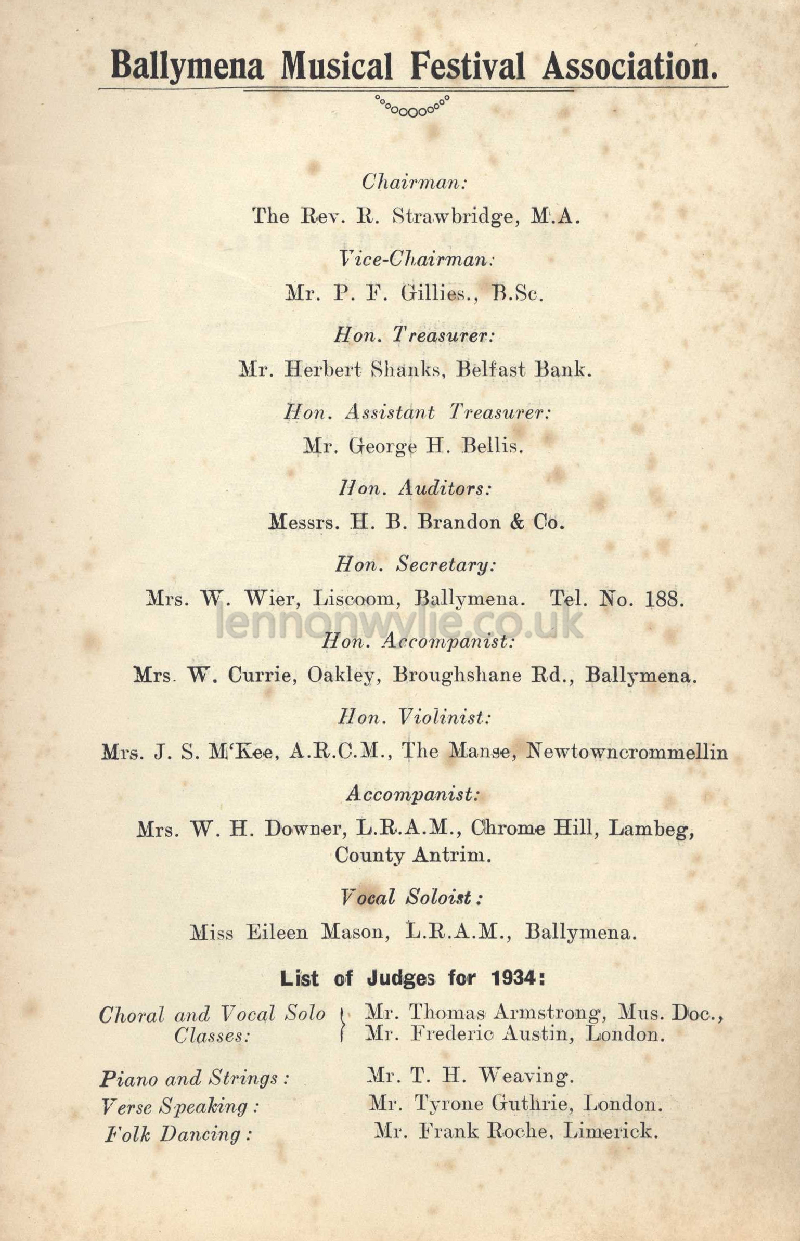 Ballymena Musical Festival Association.
Chairman:
The Rev. R. Strawbridge, M.A.
Vice-Chairman:
Mr. P. F. Gillies., B.Sc.
Hon. Treasurer:
Mr. Herbert Shanks, Belfast Bank.
Hon. Assistant Treasurer:
Mr. George H. Bellis.
Hon. Auditors:
Messrs. H. B. Brandon & Co.
Hon. Secretary:
Mrs. W. Wier, Liscoom, Ballymena. Tel. No. 188.
lennonwylie.co.uk
Hon. Accompanist:
Mrs. W. Currie, Oakley, Broughshane Rd., Ballymena.
Hon. Violinist:
Mrs. J. S. M‘Kee, A.R.C.M., The Manse, Newtowncrommellin
Accompanist:
Mrs. W. H. Downer, L.R.A.M., Chrome Hill, Lambeg,
County Antrim.
Vocal Soloist:
Miss Eileen Mason, L.R.A.M., Ballymena.
List of Judges for 1934:
Choral and Vocal Solo } Mr. Thomas Armstrong, Mus. Doc.,
Classes: Mr. Frederic Austin, London.
Piano and Strings: Mr. T. H. Weaving.
Verse Speaking: Mr. Tyrone Guthrie, London.
Folk Dancing: Mr. Frank Roche, Limerick.